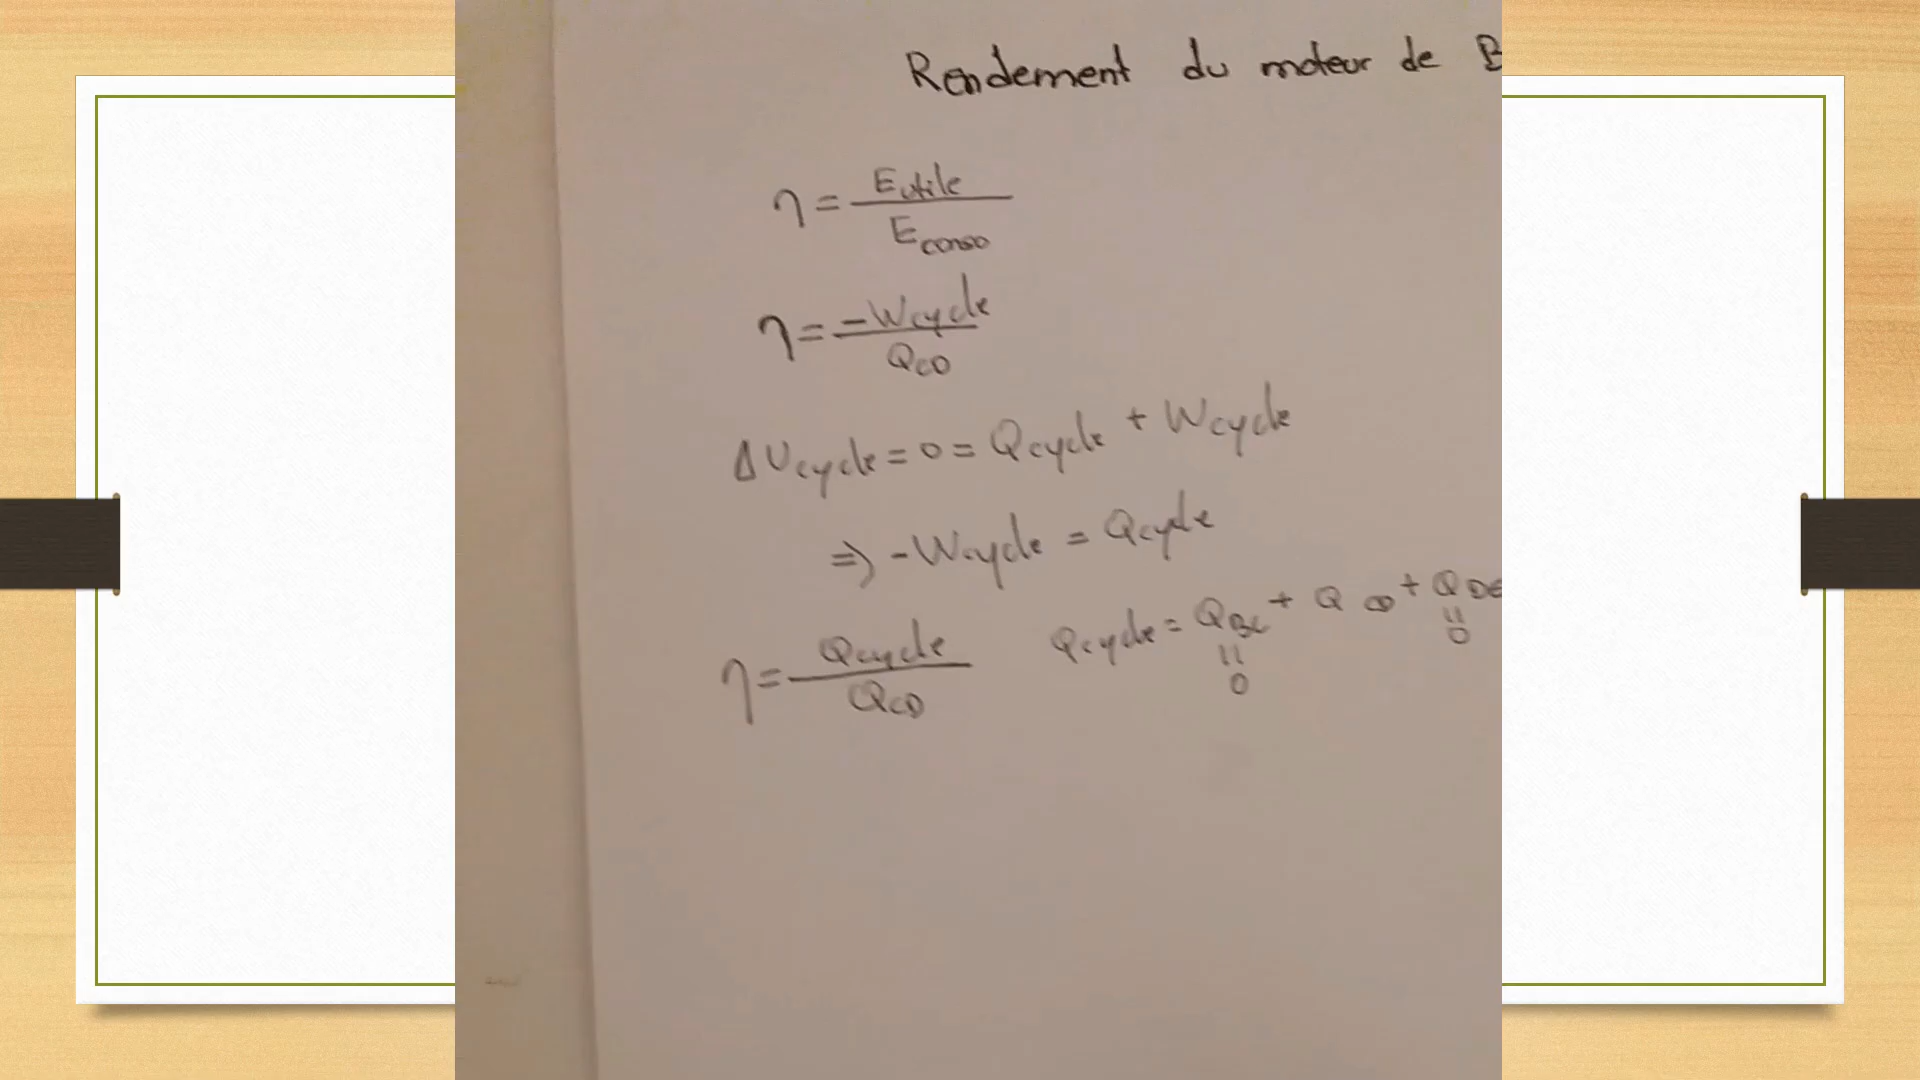 Rendement du moteur de B
η = Eutile / Econso
η = -Wcycle / QCD
ΔUcycle = 0 = Qcycle + Wcycle
=> -Wcycle = Qcycle
η = Qcycle / QCD
Qcycle = QBC + QCD + QDE
= 0
= 0